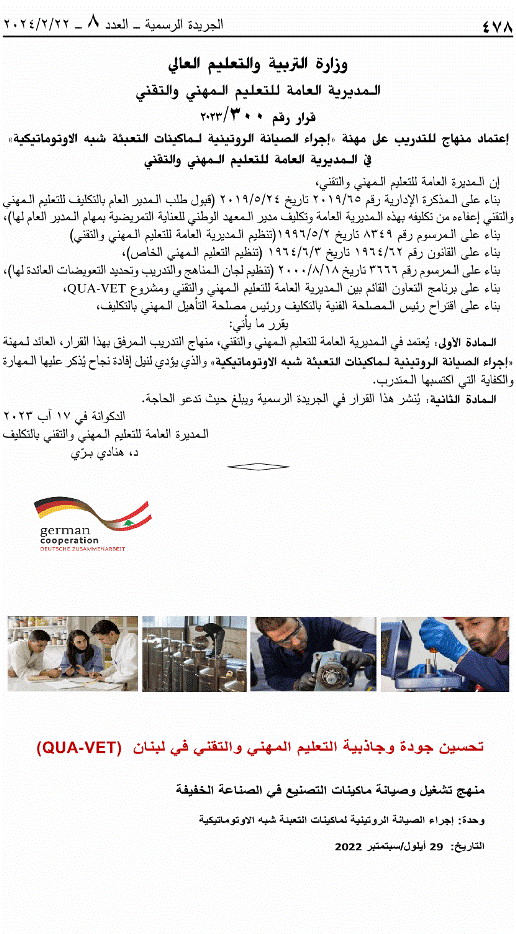 ٤٧٨
الجريدة الرسمية ـ العدد ٨ ـ ٢٠٢٤/٢/٢٢
وزارة التربية والتعليم العالي
المديرية العامة للتعليم المهني والتقني
قرار رقم ٢٠٢٣/٣٠٠
إعتماد منهاج للتدريب على مهنة «إجراء الصيانة الروتينية لماكينات التعبئة شبه الاوتوماتيكية»
في المديرية العامة للتعليم المهني والتقني
إن المديرة العامة للتعليم المهني والتقني،
بناء على المذكرة الإدارية رقم ٢٠١٩/٦٥ تاريخ ٢٠١٩/٥/٢٤ (قبول طلب المدير العام بالتكليف للتعليم المهني
والتقني إعفاءه من تكليفه بهذه المديرية العامة وتكليف مدير المعهد الوطني للعناية التمريضية بمهام المدير العام لها)،
بناء على المرسوم رقم ٨٣٤٩ تاريخ ١٩٩٦/٥/٢ (تنظيم المديرية العامة للتعليم المهني والتقني)
بناء على القانون رقم ١٩٦٤/٦٢ تاريخ ١٩٦٤/٦/٣ (تنظيم التعليم المهني الخاص)،
بناء على المرسوم رقم ٣٦٦٦ تاريخ ٢٠٠٠/٨/١٨ (تنظيم لجان المناهج والتدريب وتحديد التعويضات العائدة لها)،
بناء على برنامج التعاون القائم بين المديرية العامة للتعليم المهني والتقني ومشروع QUA-VET،
بناء على اقتراح رئيس المصلحة الفنية بالتكليف ورئيس مصلحة التأهيل المهني بالتكليف،
يقرر ما يأتي:
المادة الأولى: يُعتمد في المديرية العامة للتعليم المهني والتقني، منهاج التدريب المرفق بهذا القرار، العائد لمهنة
«إجراء الصيانة الروتينية لماكينات التعبئة شبه الاوتوماتيكية» والذي يؤدي لنيل إفادة نجاح يُذكر عليها المهارة
والكفاية التي اكتسبها المتدرب.
المادة الثانية: يُنشر هذا القرار في الجريدة الرسمية ويبلغ حيث تدعو الحاجة.
الدكوانة في ١٧ آب ٢٠٢٣
المديرة العامة للتعليم المهني والتقني بالتكليف
د، هنادي برّي
german
cooperation
DEUTSCHE ZUSAMMENARBEIT
تحسين جودة وجاذبية التعليم المهني والتقني في لبنان (QUA-VET)
منهج تشغيل وصيانة ماكينات التصنيع في الصناعة الخفيفة
وحدة: إجراء الصيانة الروتينية لماكينات التعبئة شبه الاوتوماتيكية
التاريخ: 29 أيلول/سبتمبر 2022